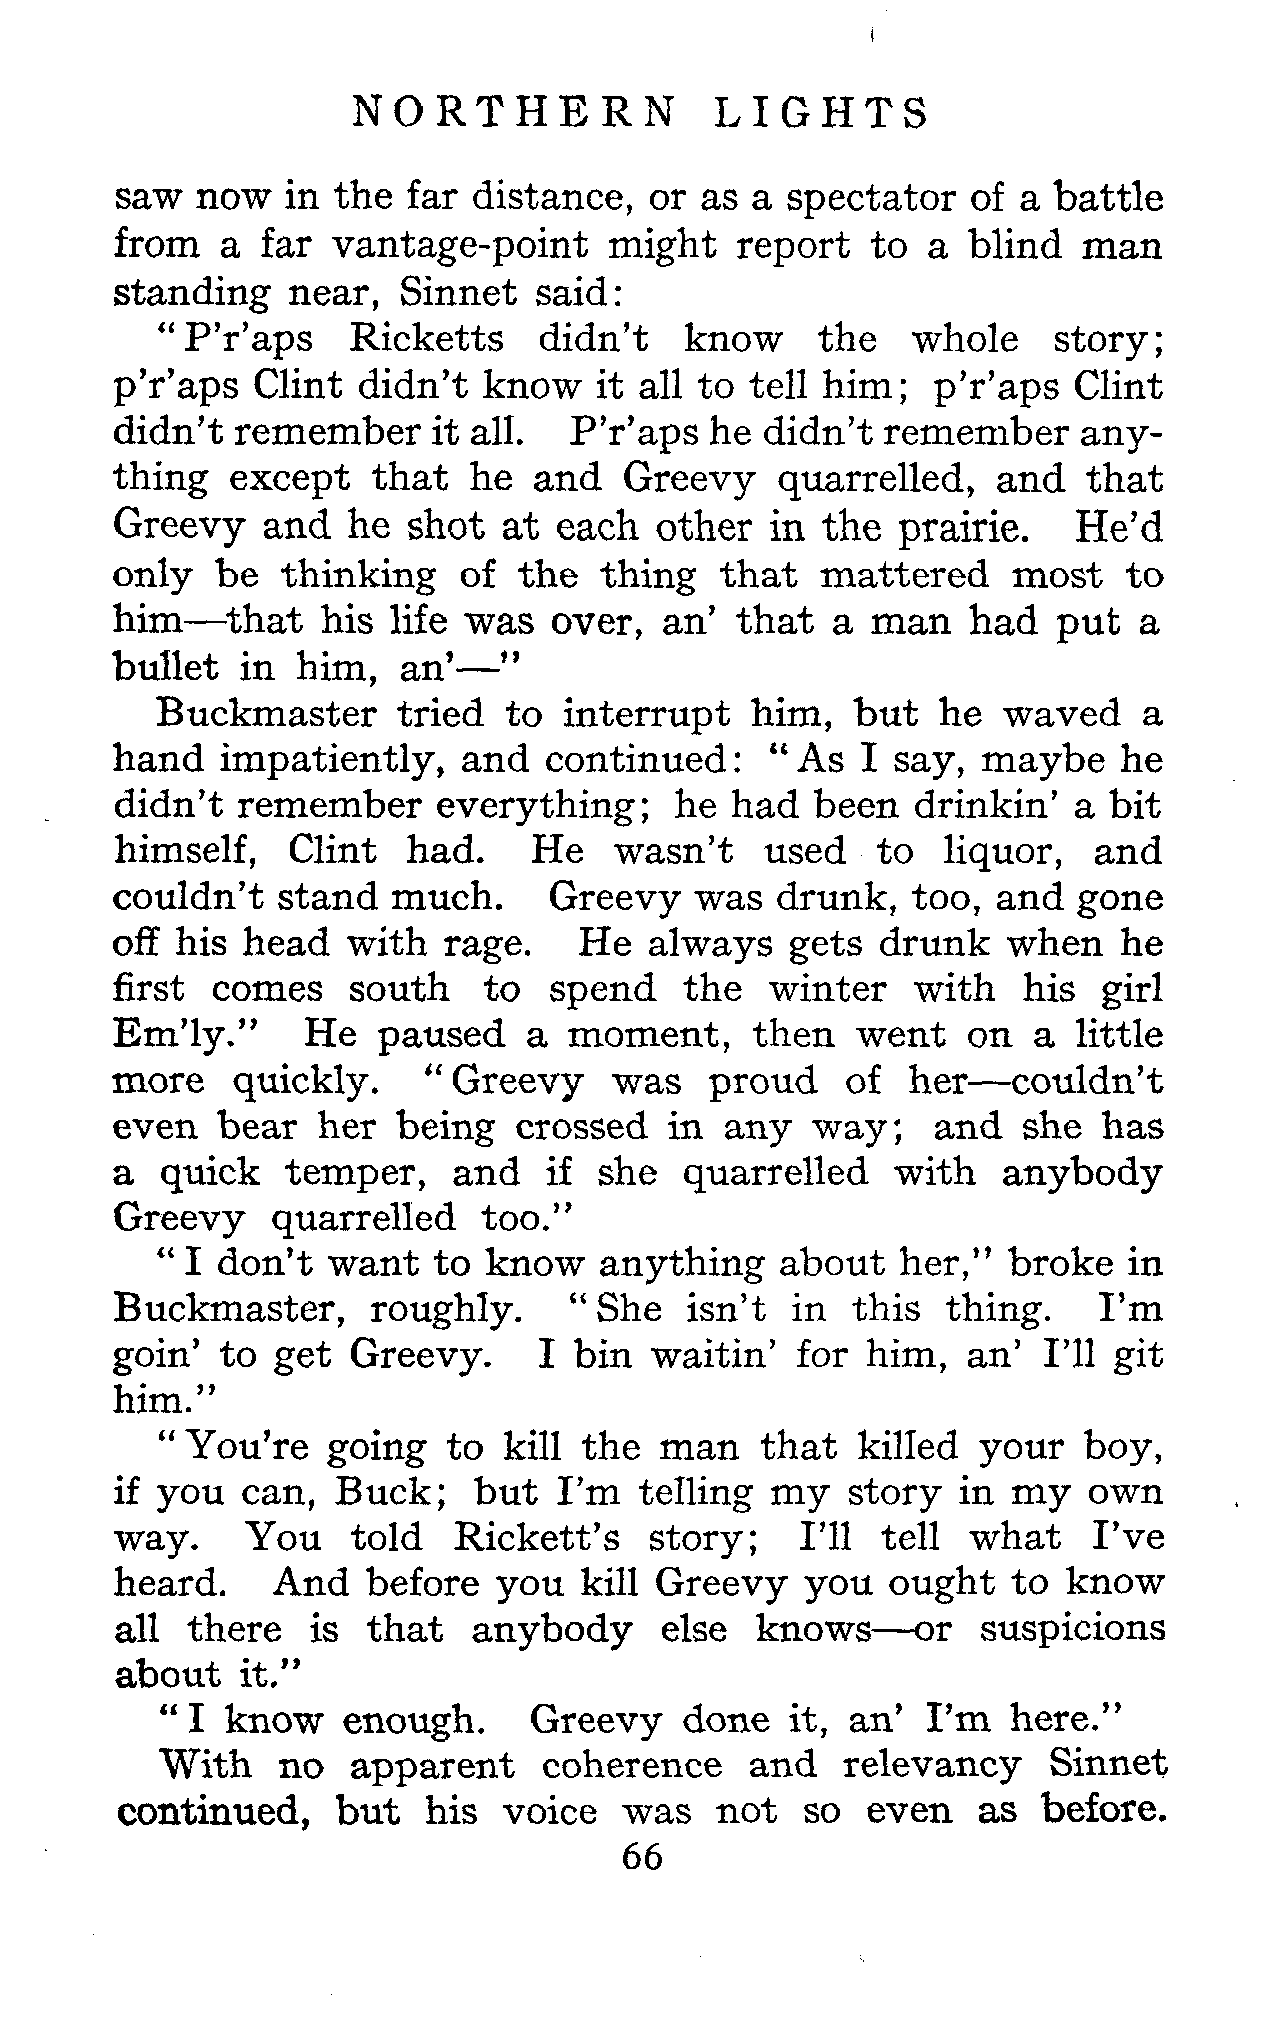 NORTHERN LIGHTS
saw now in the far distance, or as a spectator of a battle
from a far vantage-point might report to a blind man
standing near, Sinnet said:
"P'r'aps Ricketts didn't know the whole story;
p'r'aps Clint didn't know it all to tell him; p'r'aps Clint
didn't remember it all. P'r'aps he didn't remember any-
thing except that he and Greevy quarrelled, and that
Greevy and he shot at each other in the prairie. He'd
only be thinking of the thing that mattered most to
him—that his life was over, an' that a man had put a
bullet in him, an'—"
Buckmaster tried to interrupt him, but he waved a
hand impatiently, and continued: "As I say, maybe he
didn't remember everything; he had been drinkin' a bit
himself, Clint had. He wasn't used to liquor, and
couldn't stand much. Greevy was drunk, too, and gone
off his head with rage. He always gets drunk when he
first comes south to spend the winter with his girl
Em'ly." He paused a moment, then went on a little
more quickly. "Greevy was proud of her—couldn't
even bear her being crossed in any way; and she has
a quick temper, and if she quarrelled with anybody
Greevy quarrelled too."
"I don't want to know anything about her," broke in
Buckmaster, roughly. "She isn't in this thing. I'm
goin' to get Greevy. I bin waitin' for him, an' I'll git
him."
"You're going to kill the man that killed your boy,
if you can, Buck; but I'm telling my story in my own
way. You told Rickett's story; I'll tell what I've
heard. And before you kill Greevy you ought to know
all there is that anybody else knows—or suspicions
about it."
"I know enough. Greevy done it, an' I'm here."
With no apparent coherence and relevancy Sinnet
continued, but his voice was not so even as before.
66